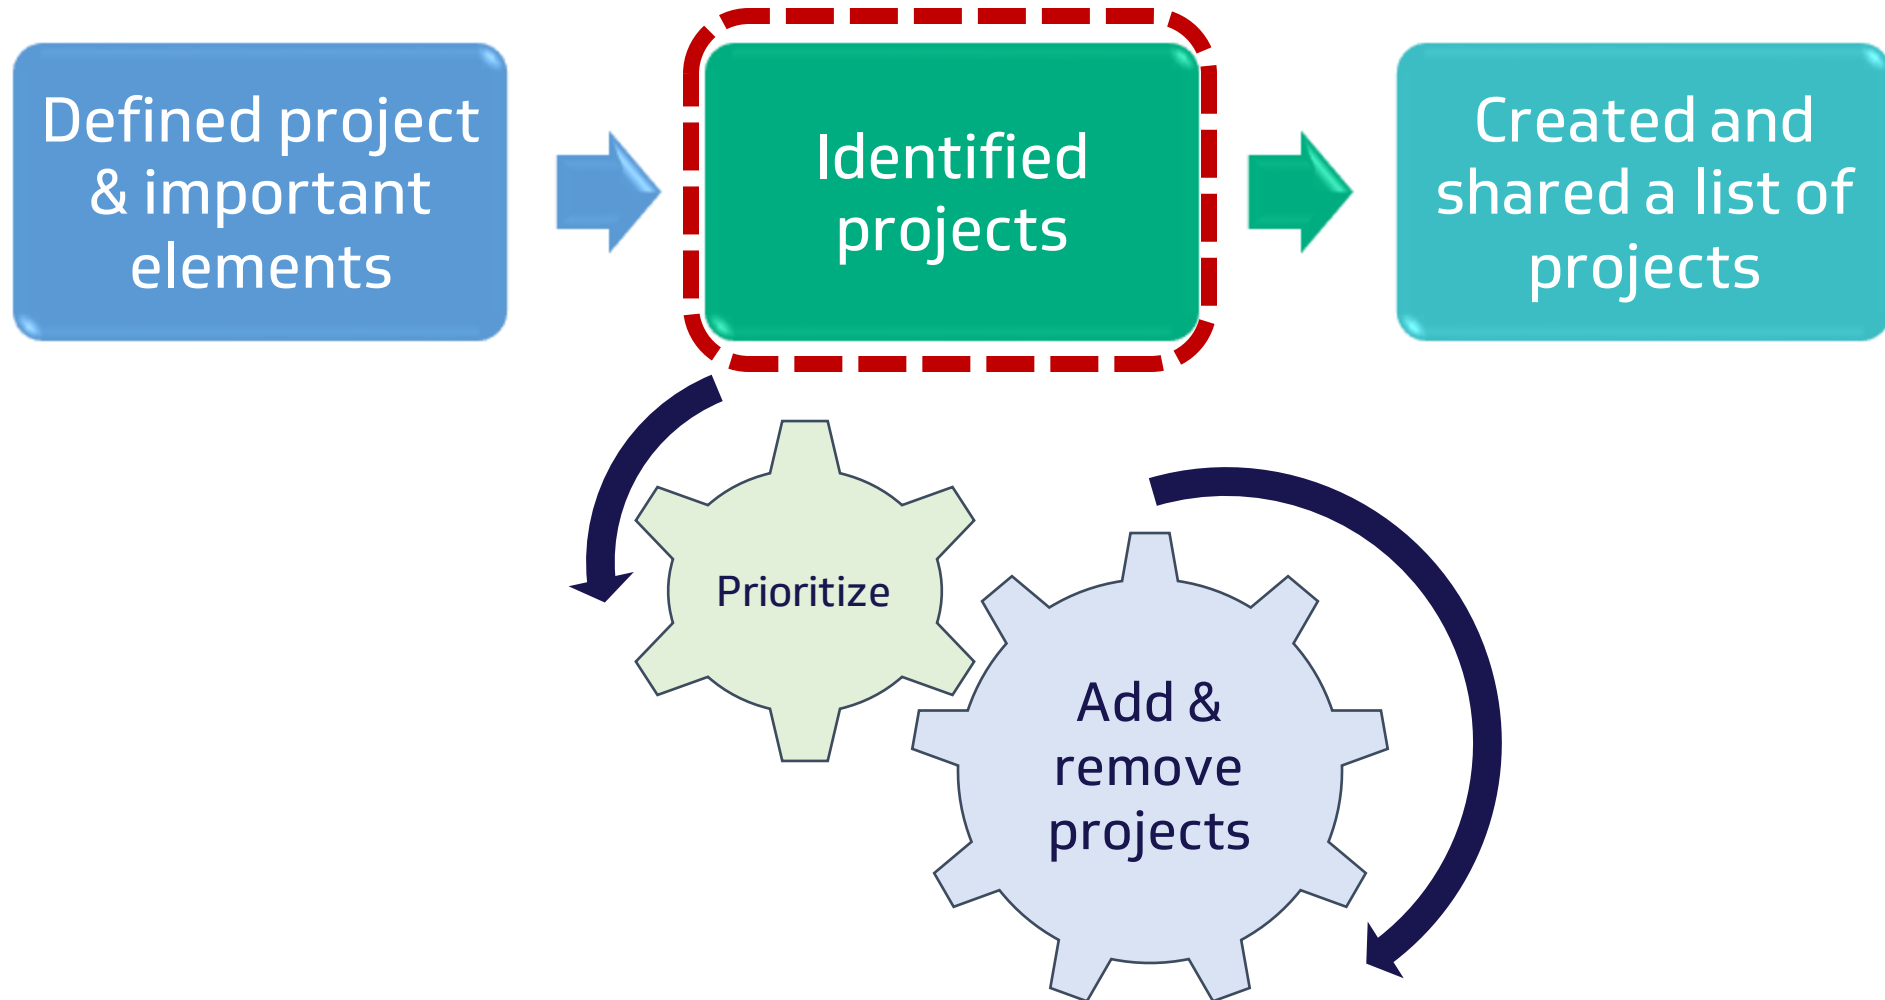 Defined project
& important
elements
Identified
projects
Created and
shared a list of
projects
Prioritize
Add &
remove
projects